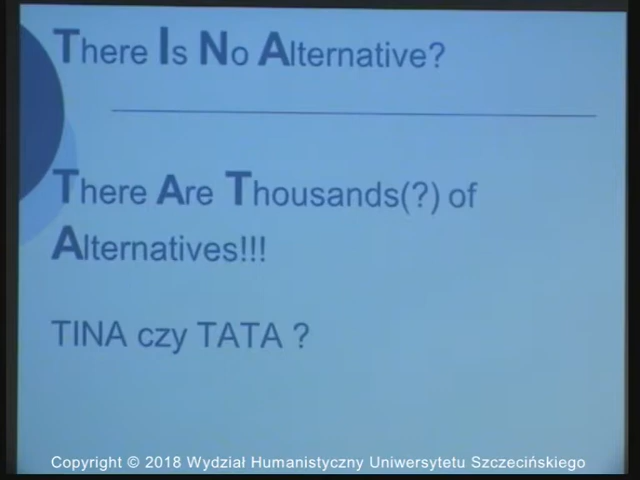 There Is No Alternative?
There Are Thousands(?) of
Alternatives!!!
TINA czy TATA ?
Copyright © 2018 Wydział Humanistyczny Uniwersytetu Szczecińskiego